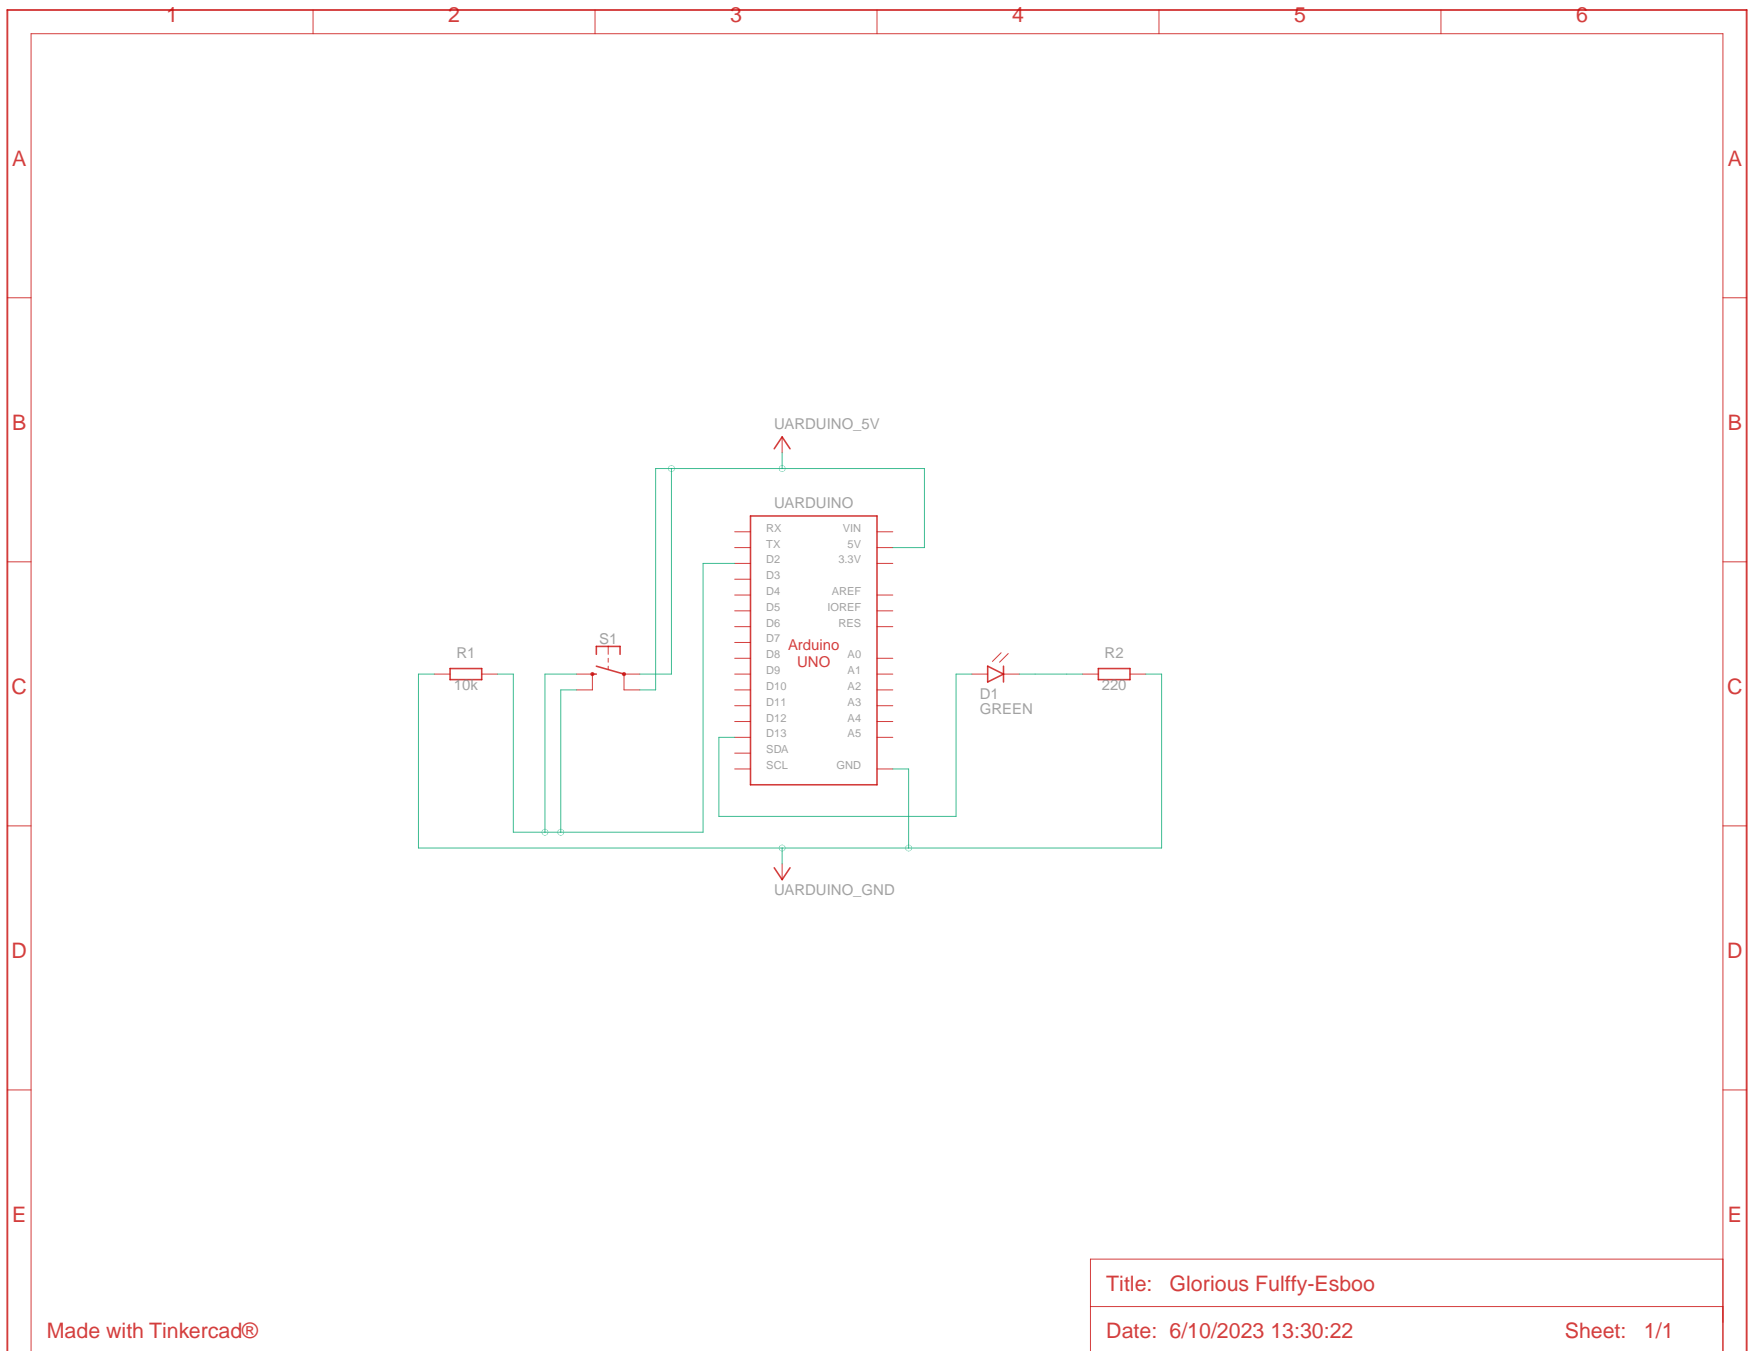 1 2 3 4 5 6
A A
B B
UARDUINO_5V
UARDUINO
RX VIN
TX 5V
D2 3.3V
D3
D4 AREF
D5 IOREF
D6 RES
D7
Arduino
UNO
D8 A0
D9 A1
D10 A2
D11 A3
D12 A4
D13 A5
SDA
SCL GND
R1
10k
S1
D1
GREEN
R2
220
C C
UARDUINO_GND
D D
E E
Title: Glorious Fulffy-Esboo
Made with Tinkercad®
Date: 6/10/2023 13:30:22 Sheet: 1/1